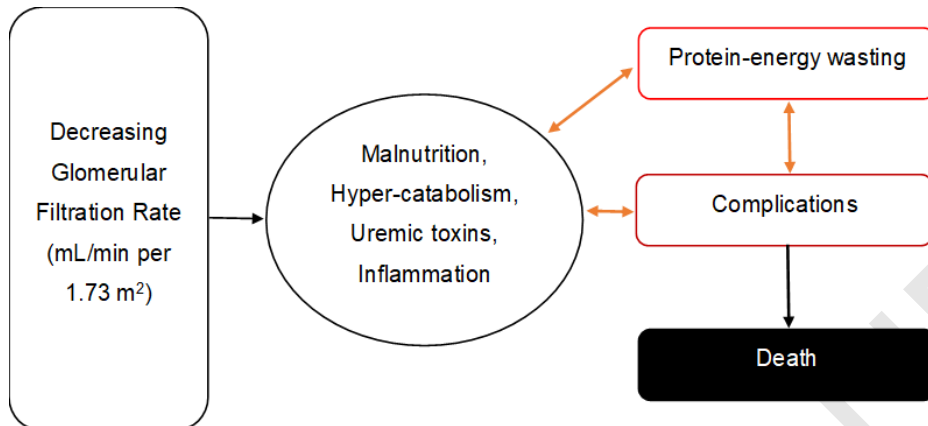 Decreasing
Glomerular
Filtration Rate
(mL/min per
1.73 m²)
Malnutrition,
Hyper-catabolism,
Uremic toxins,
Inflammation
Protein-energy wasting
Complications
Death